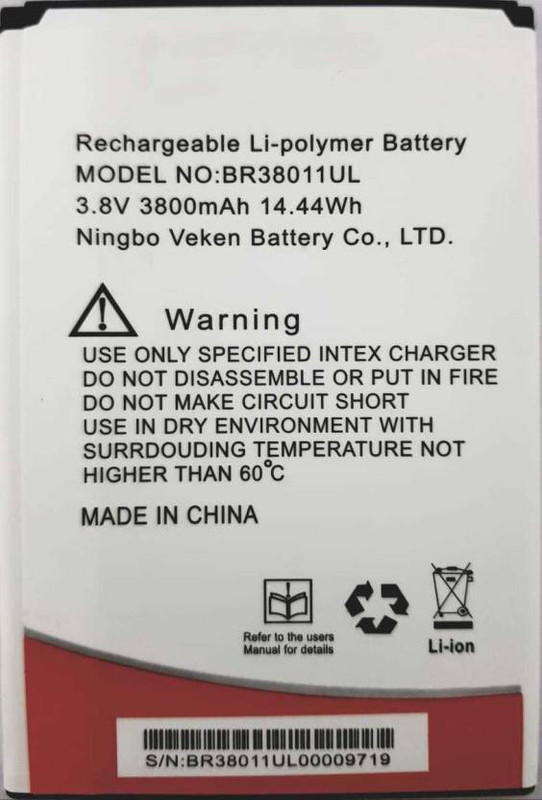 Rechargeable Li-polymer Battery
MODEL NO:BR38011UL
3.8V 3800mAh 14.44Wh
Ningbo Veken Battery Co., LTD.
Warning
USE ONLY SPECIFIED INTEX CHARGER
DO NOT DISASSEMBLE OR PUT IN FIRE
DO NOT MAKE CIRCUIT SHORT
USE IN DRY ENVIRONMENT WITH
SURRDOUDING TEMPERATURE NOT
HIGHER THAN 60°C
MADE IN CHINA
Refer to the users
Manual for details
Li-ion
S/N:BR38011UL00009719